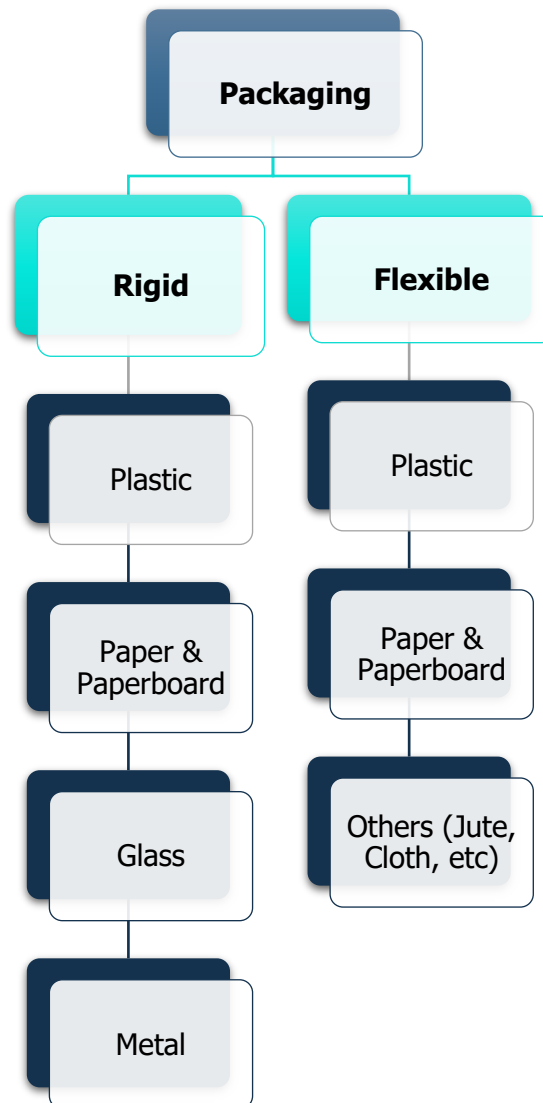 Packaging
Rigid
Plastic
Paper &
Paperboard
Glass
Metal
Flexible
Plastic
Paper &
Paperboard
Others (Jute,
Cloth, etc)